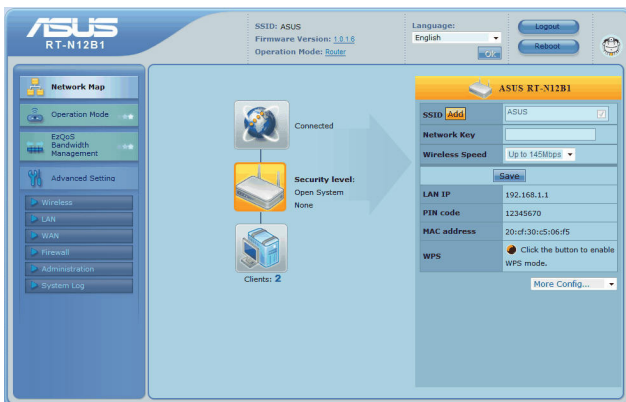 ASUS
RT-N12B1
SSID: ASUS
Firmware Version: 1.0.1.6
Operation Mode: Router
Language:
English
OK
Logout
Reboot
Network Map
Operation Mode
EzQoS
Bandwidth
Management
Advanced Setting
Wireless
LAN
WAN
Firewall
Administration
System Log
Connected
Security level:
Open System
None
Clients: 2
ASUS RT-N12B1
SSID Add ASUS
Network Key
Wireless Speed Up to 145Mbps
Save
LAN IP 192.168.1.1
PIN code 12345670
MAC address 20:cf:30:c5:06:f5
WPS Click the button to enable
WPS mode.
More Config...